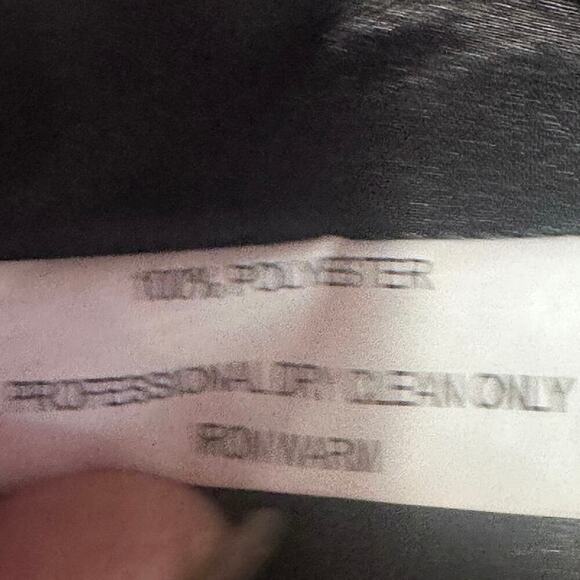 100% POLYESTER
PROFESSIONAL DRY CLEAN ONLY
IRON WARM